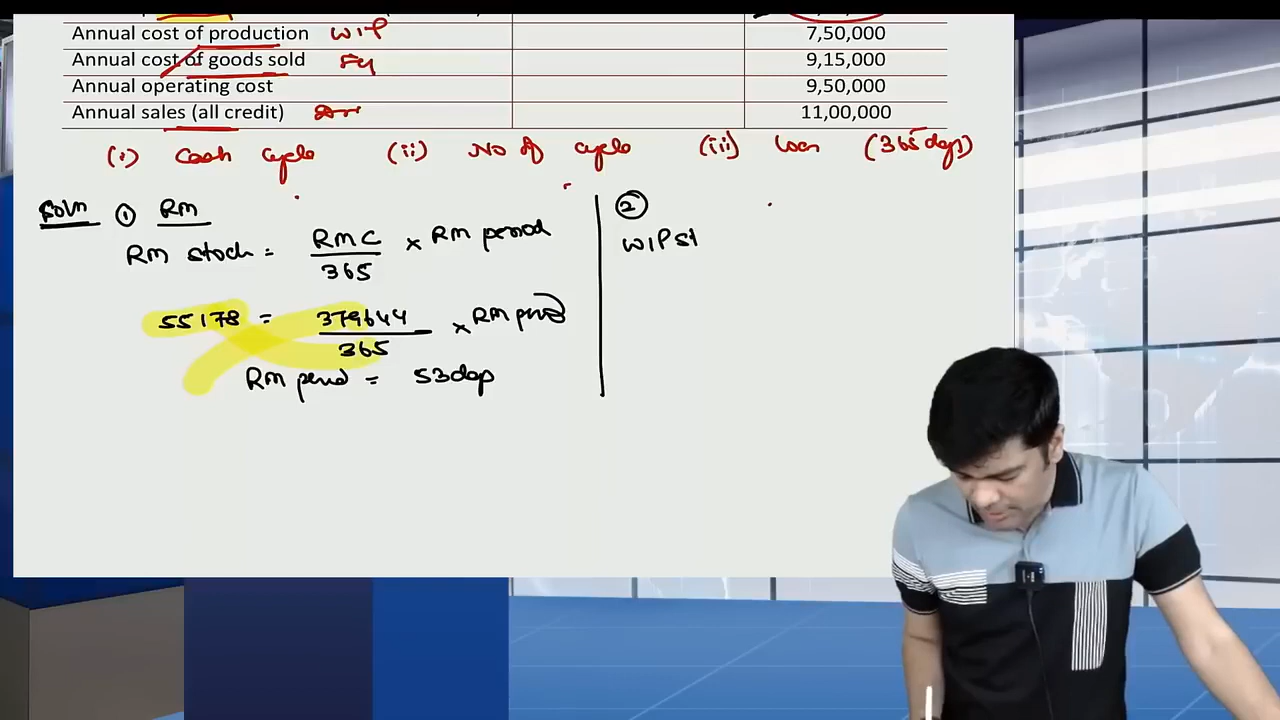 Annual cost of production WIP 7,50,000
Annual cost of goods sold FG 9,15,000
Annual operating cost 9,50,000
Annual sales (all credit) 11,00,000
(i) Cash cycle (ii) No of cycle (iii) Loan (365 days)
Soln ① RM
RM stock = RMC / 365 × RM period
55178 = 379644 / 365 × RM period
RM period = 53 days
②
WIP st